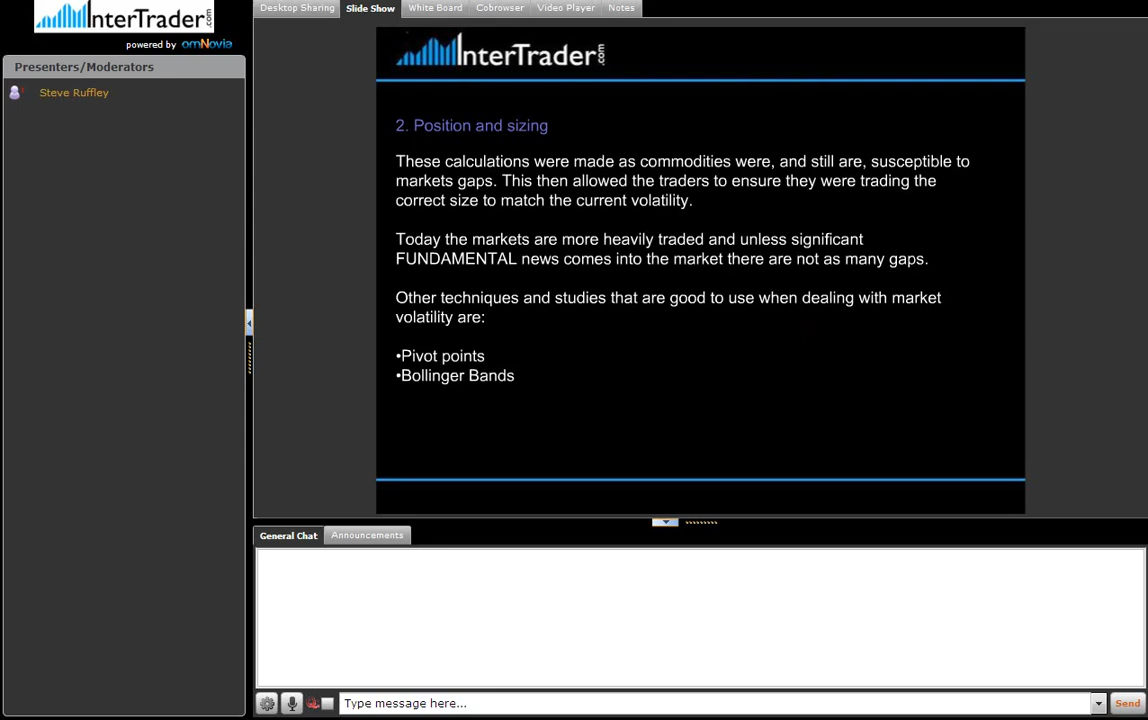 InterTrader.com
powered by omNovia
Presenters/Moderators
Steve Ruffley
Desktop Sharing
Slide Show
White Board
Cobrowser
Video Player
Notes
InterTrader.com
2. Position and sizing
These calculations were made as commodities were, and still are, susceptible to
markets gaps. This then allowed the traders to ensure they were trading the
correct size to match the current volatility.
Today the markets are more heavily traded and unless significant
FUNDAMENTAL news comes into the market there are not as many gaps.
Other techniques and studies that are good to use when dealing with market
volatility are:
•Pivot points
•Bollinger Bands
General Chat
Announcements
Type message here...
Send